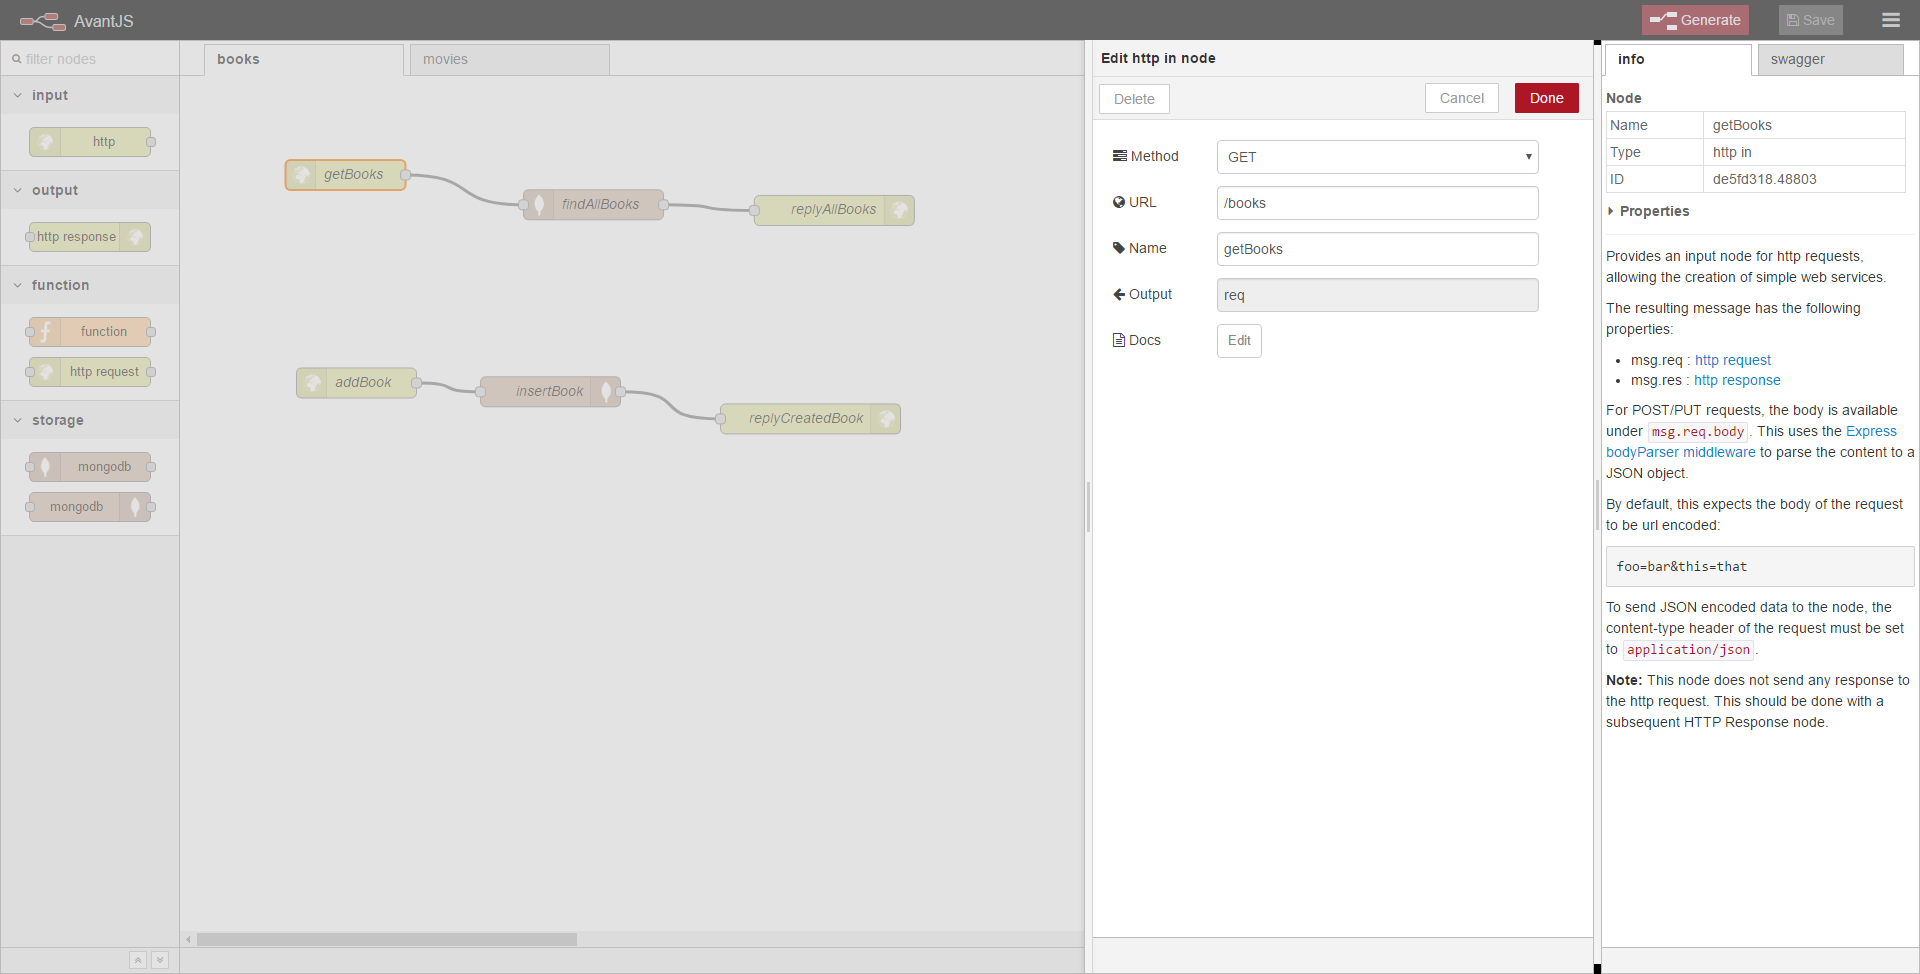 AvantJS
Generate
Save
filter nodes
input
http
output
http response
function
function
http request
storage
mongodb
mongodb
books
movies
getBooks
findAllBooks
replyAllBooks
addBook
insertBook
replyCreatedBook
Edit http in node
Delete
Cancel
Done
Method
GET
URL
/books
Name
getBooks
Output
req
Docs
Edit
info
swagger
Node
Name getBooks
Type http in
ID de5fd318.48803
Properties
Provides an input node for http requests,
allowing the creation of simple web services.
The resulting message has the following
properties:
• msg.req : http request
• msg.res : http response
For POST/PUT requests, the body is available
under msg.req.body. This uses the Express
bodyParser middleware to parse the content to a
JSON object.
By default, this expects the body of the request
to be url encoded:
foo=bar&this=that
To send JSON encoded data to the node, the
content-type header of the request must be set
to application/json.
Note: This node does not send any response to
the http request. This should be done with a
subsequent HTTP Response node.